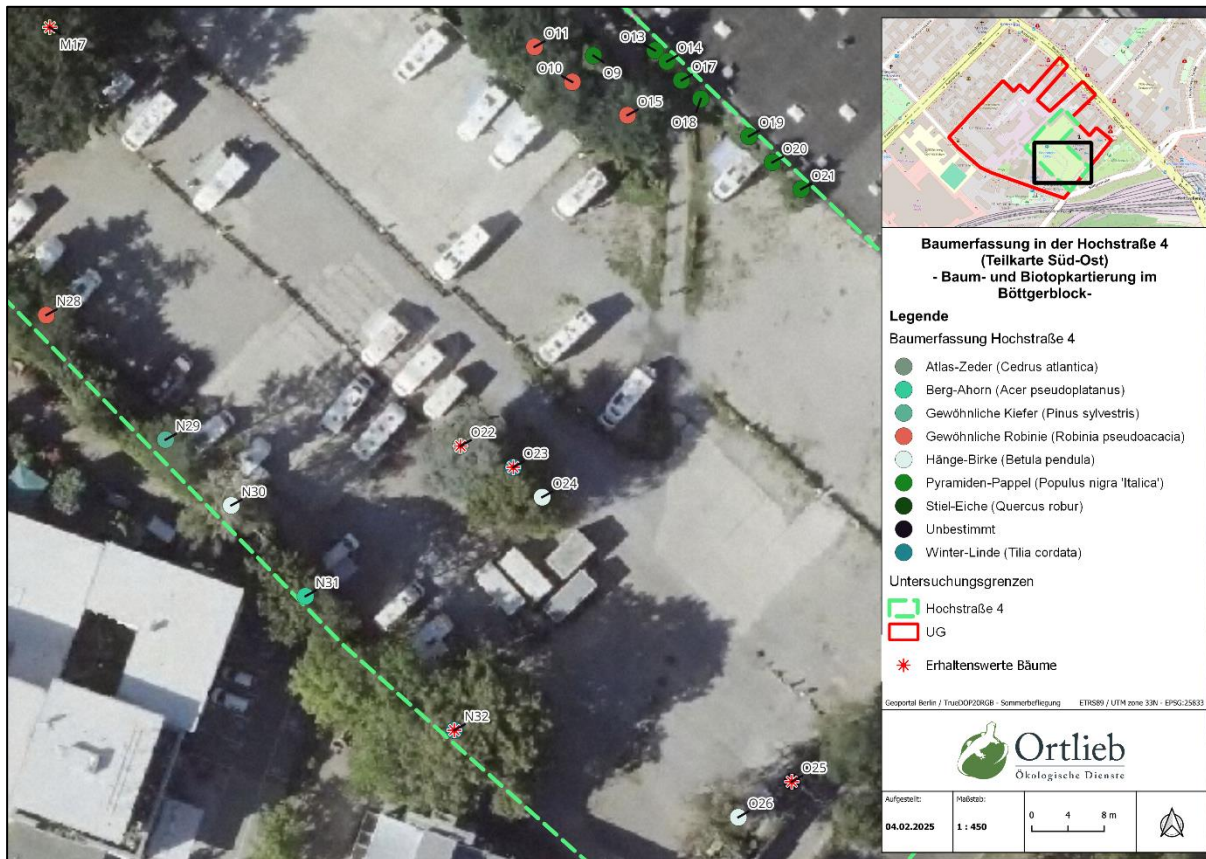 M17
O11
O10
O9
O13
O14
O17
O15
O18
O19
O20
O21
N28
N29
N30
O22
O23
O24
N31
N32
O25
O26
Baumerfassung in der Hochstraße 4
(Teilkarte Süd-Ost)
- Baum- und Biotopkartierung im
Böttgerblock-
Legende
Baumerfassung Hochstraße 4
Atlas-Zeder (Cedrus atlantica)
Berg-Ahorn (Acer pseudoplatanus)
Gewöhnliche Kiefer (Pinus sylvestris)
Gewöhnliche Robinie (Robinia pseudoacacia)
Hänge-Birke (Betula pendula)
Pyramiden-Pappel (Populus nigra 'Italica')
Stiel-Eiche (Quercus robur)
Unbestimmt
Winter-Linde (Tilia cordata)
Untersuchungsgrenzen
Hochstraße 4
UG
Erhaltenswerte Bäume
Geoportal Berlin / TrueDOP20RGB - Sommerbefliegung ETRS89 / UTM zone 33N - EPSG:25833
Ortlieb
Ökologische Dienste
Aufgestellt: Maßstab:
04.02.2025 1 : 450 0 4 8 m